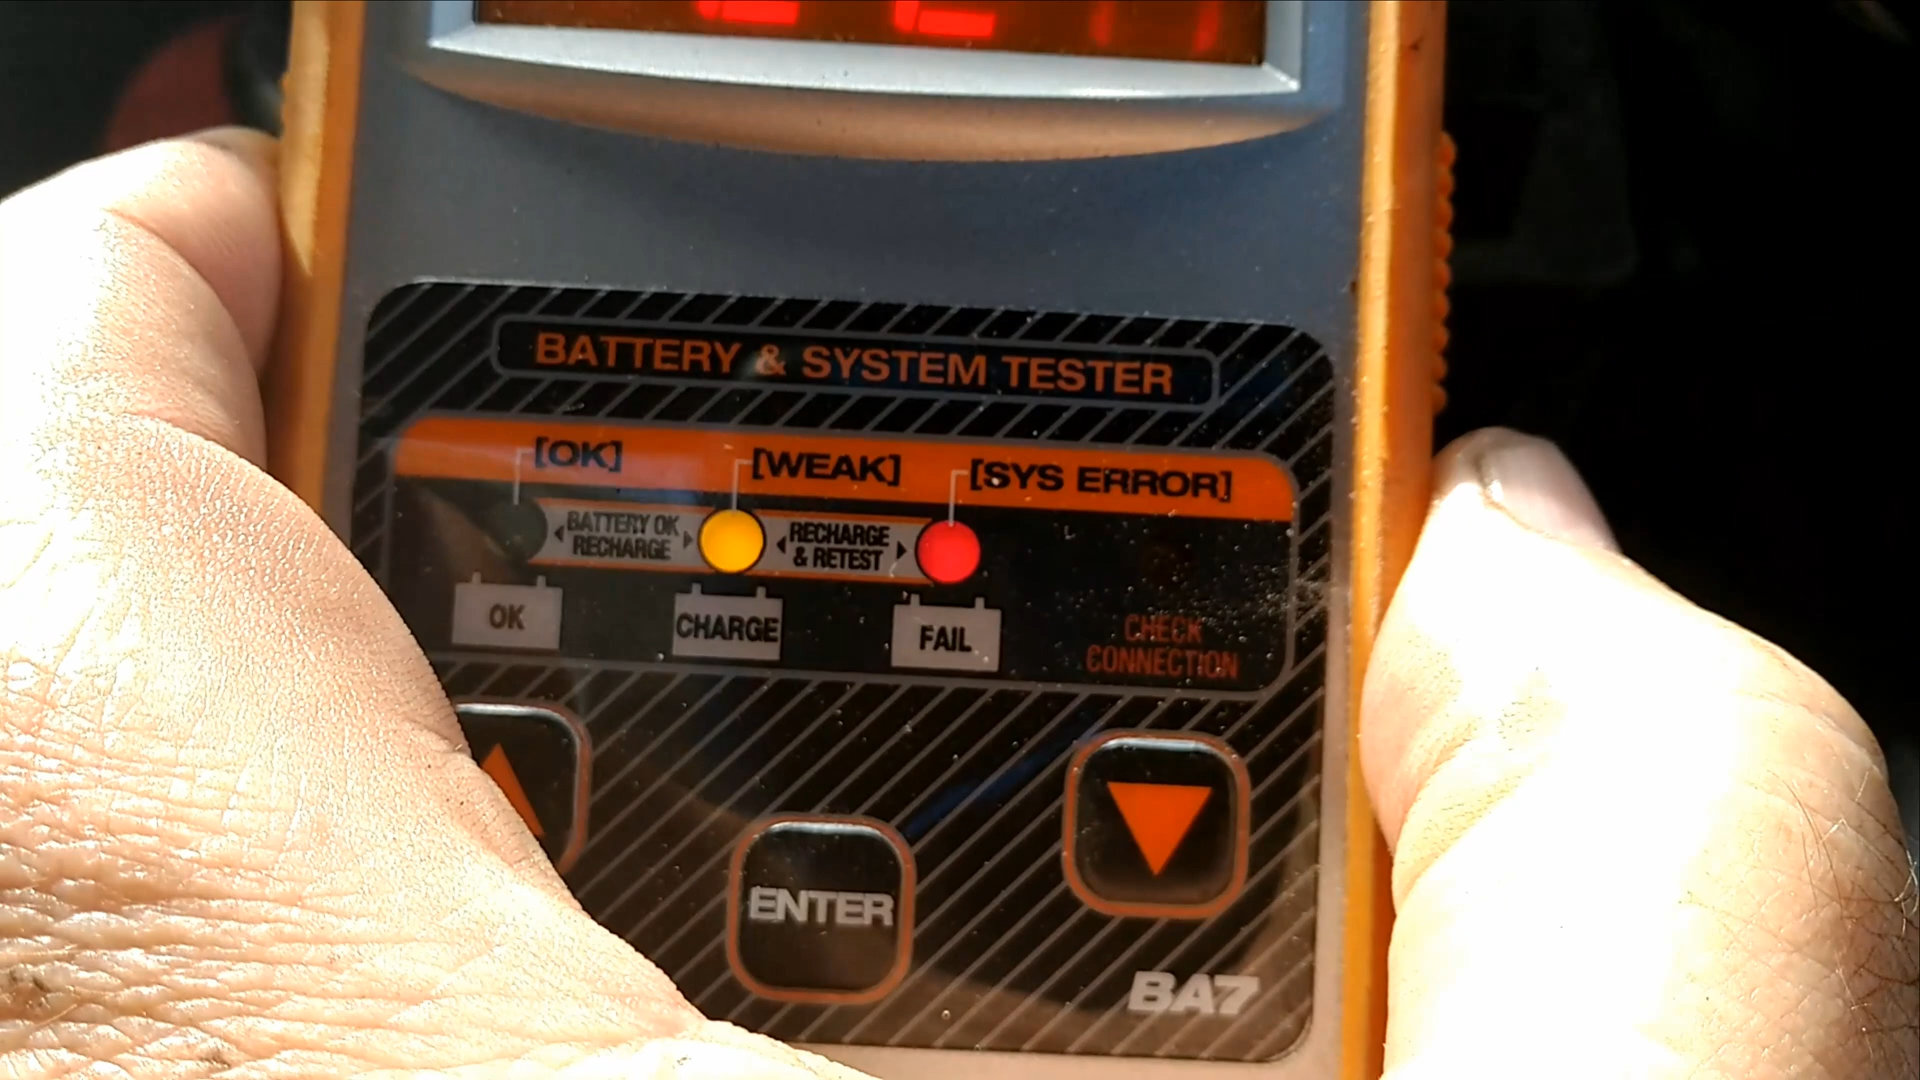 BATTERY & SYSTEM TESTER
[OK] [WEAK] [SYS ERROR]
BATTERY OK
RECHARGE
RECHARGE
& RETEST
OK
CHARGE
FAIL
CHECK
CONNECTION
ENTER
BA7